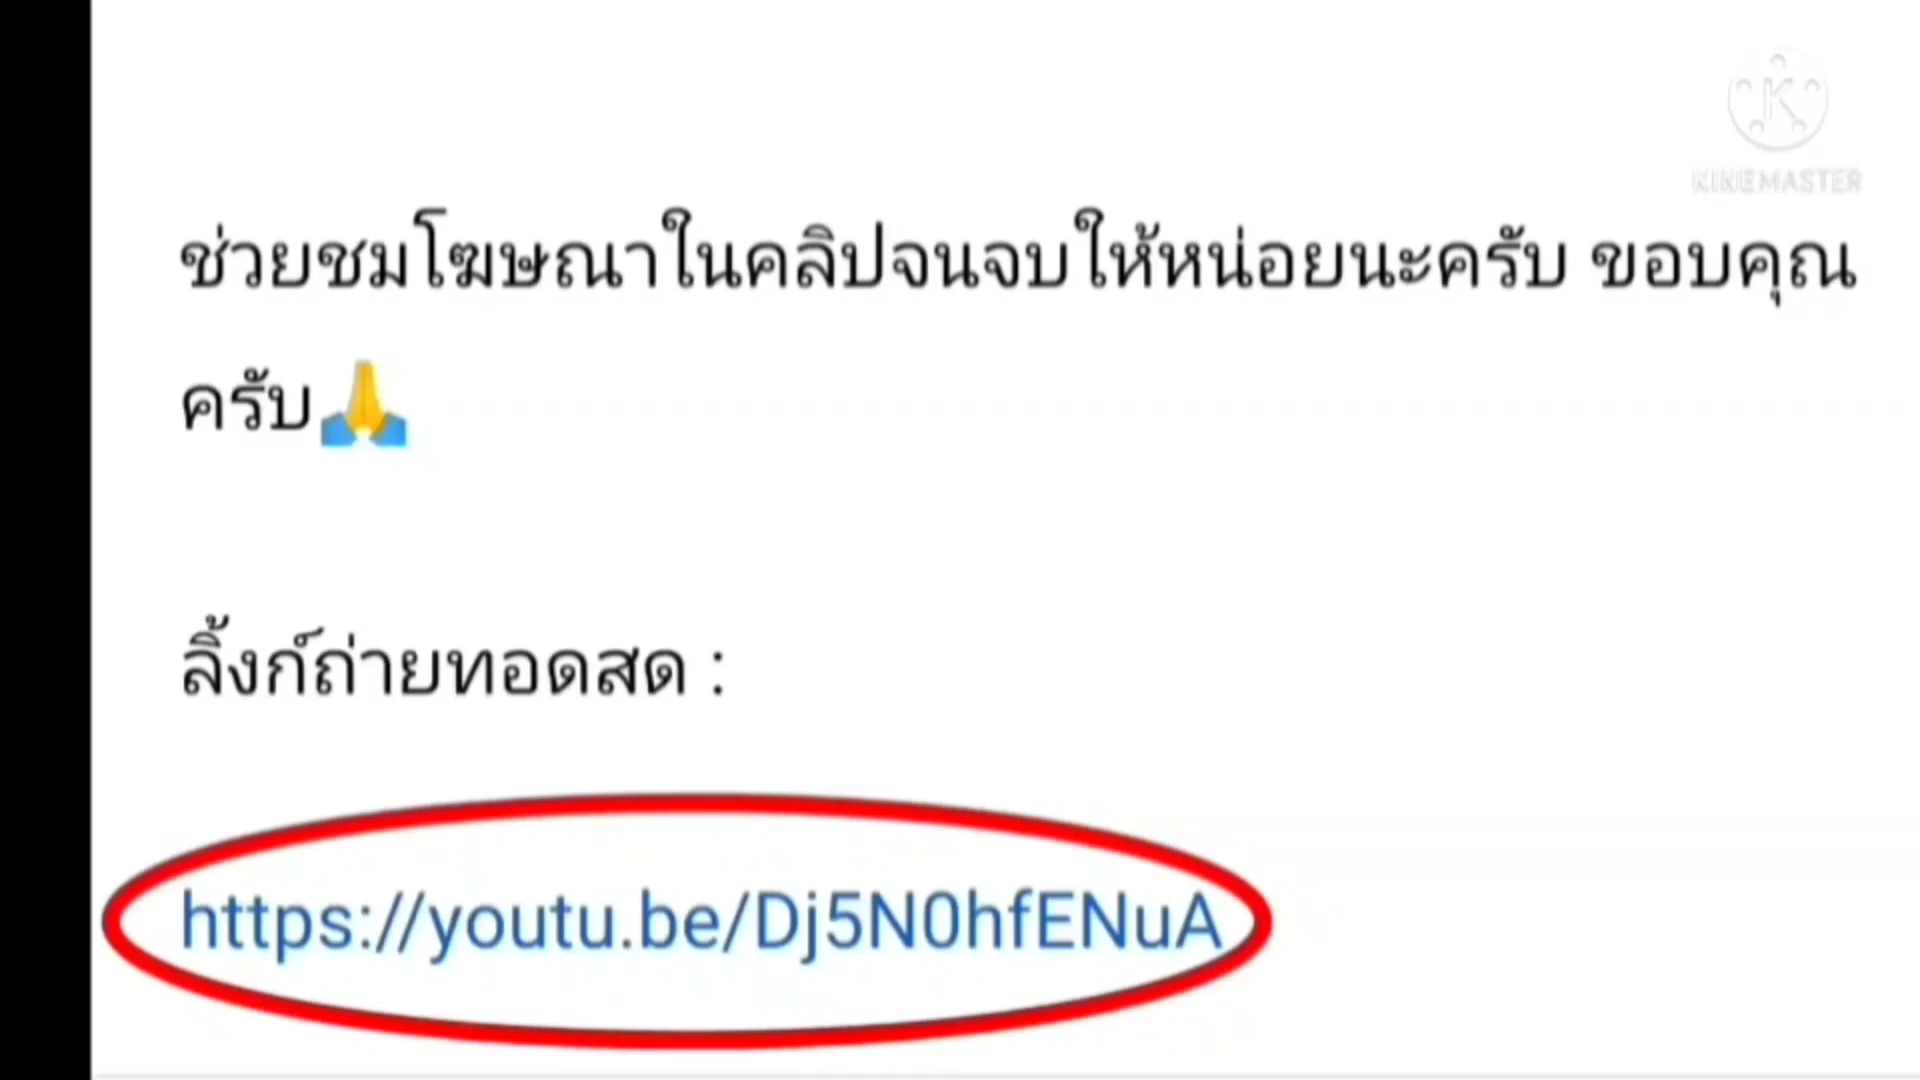 KINEMASTER
ช่วยชมโฆษณาในคลิปจนจบให้หน่อยนะครับ ขอบคุณ
ครับ🙏
ลิ้งก์ถ่ายทอดสด :
https://youtu.be/Dj5N0hfENuA